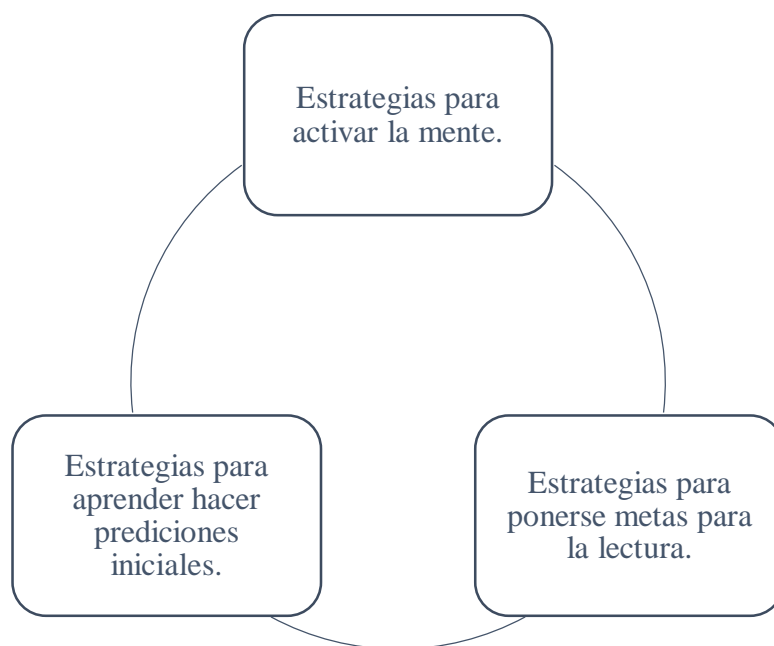 Estrategias para
activar la mente.
Estrategias para
aprender hacer
prediciones
iniciales.
Estrategias para
ponerse metas para
la lectura.